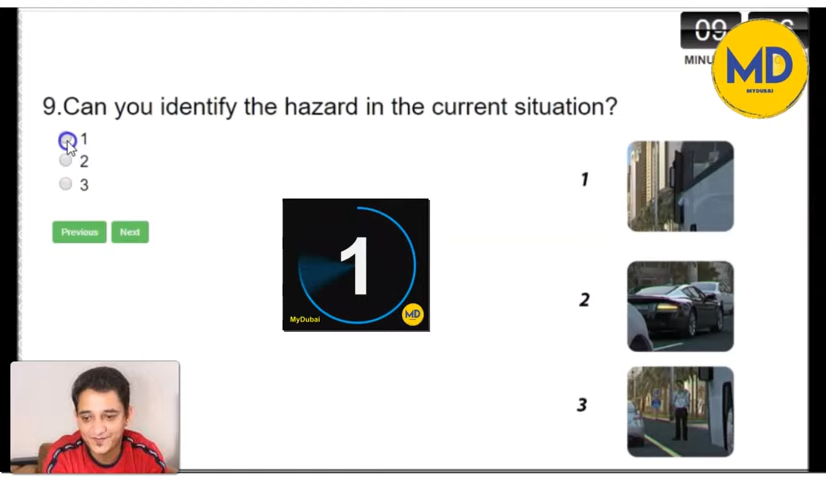 09
MINU
MD
MYDUBAI
9.Can you identify the hazard in the current situation?
1
2
3
Previous Next
1
MyDubai
MD
1
2
3